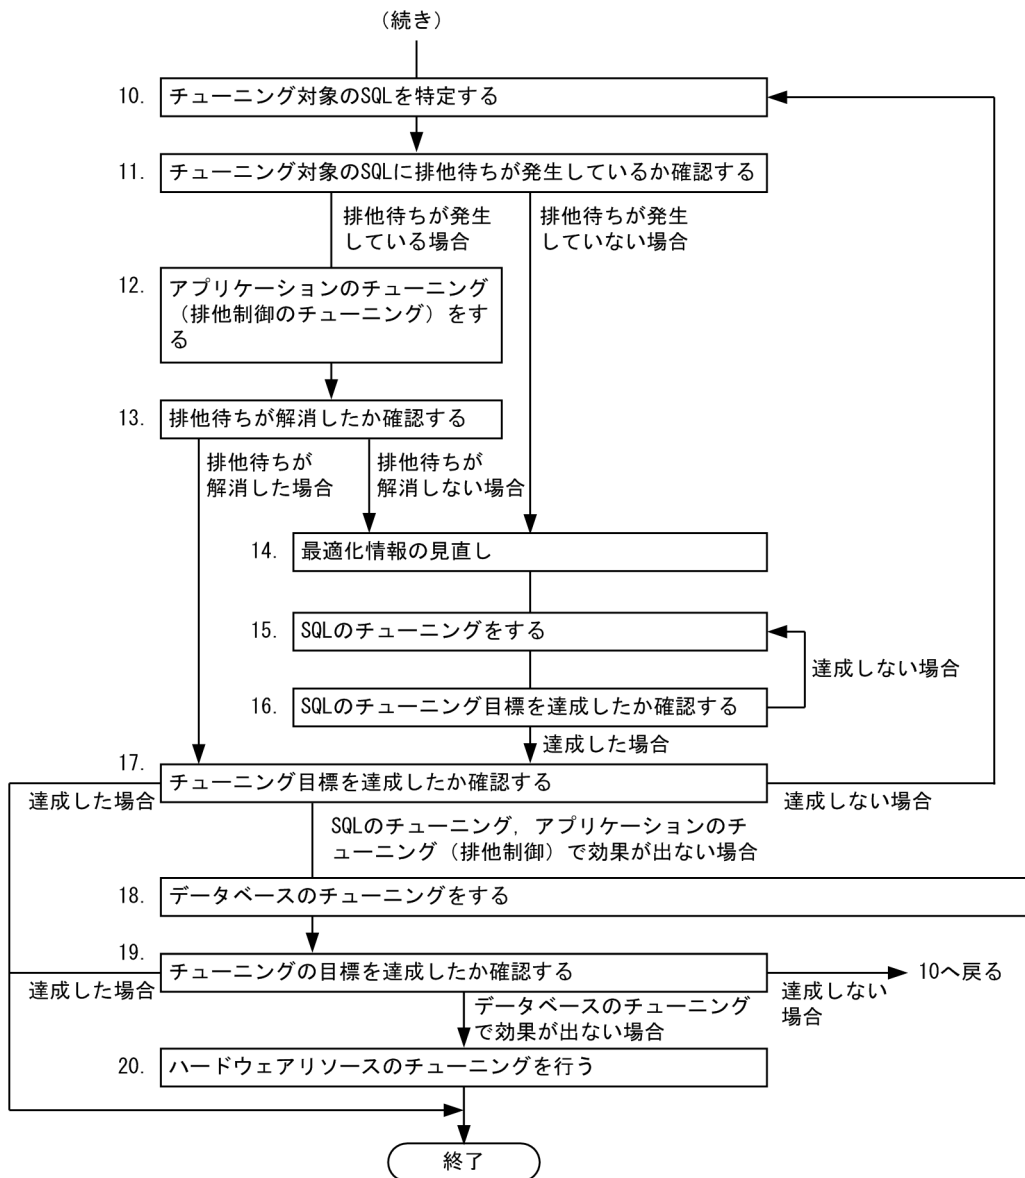 (続き)
10. チューニング対象のSQLを特定する
11. チューニング対象のSQLに排他待ちが発生しているか確認する
排他待ちが発生
している場合
排他待ちが発生
していない場合
12. アプリケーションのチューニング
(排他制御のチューニング)をす
る
13. 排他待ちが解消したか確認する
排他待ちが
解消した場合
排他待ちが
解消しない場合
14. 最適化情報の見直し
15. SQLのチューニングをする
達成しない場合
16. SQLのチューニング目標を達成したか確認する
達成した場合
17. チューニング目標を達成したか確認する
達成した場合
達成しない場合
SQLのチューニング,アプリケーションのチ
ューニング(排他制御)で効果が出ない場合
18. データベースのチューニングをする
19. チューニングの目標を達成したか確認する
10へ戻る
達成した場合
達成しない
場合
データベースのチューニング
で効果が出ない場合
20. ハードウェアリソースのチューニングを行う
終了